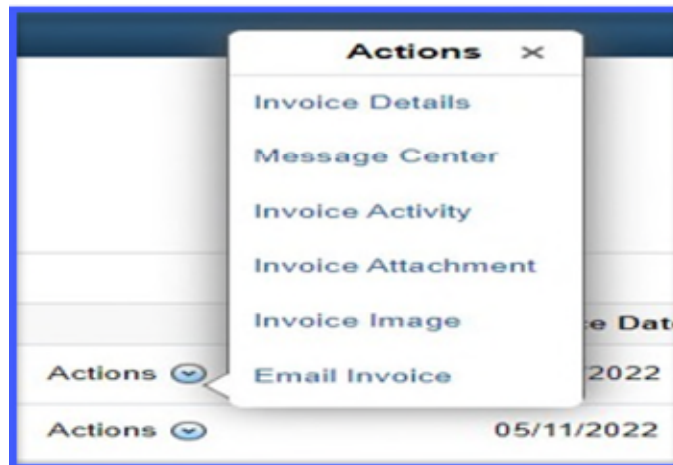 Actions ×
Invoice Details
Message Center
Invoice Activity
Invoice Attachment
Invoice Image
e Dat
Actions
Email Invoice
2022
Actions
05/11/2022